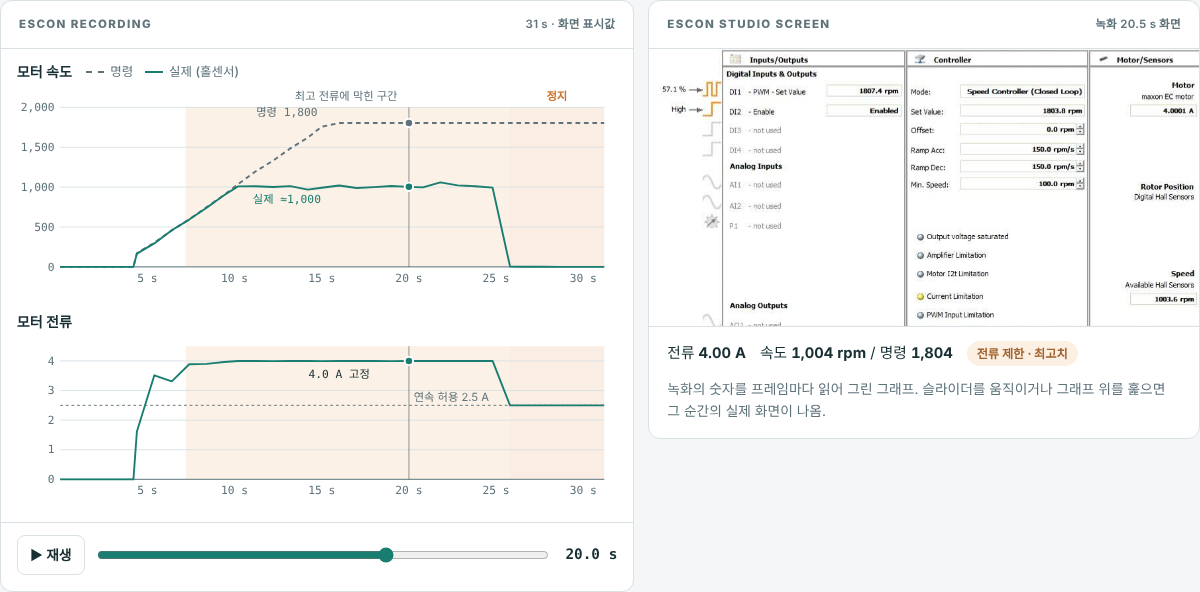 ESCON RECORDING
31 s · 화면 표시값
모터 속도 명령 실제 (홀센서)
최고 전류에 막힌 구간 정지
2,000
명령 1,800
1,500
1,000
실제 ≈1,000
500
0
5 s 10 s 15 s 20 s 25 s 30 s
모터 전류
4
4.0 A 고정
3
연속 허용 2.5 A
2
1
0
5 s 10 s 15 s 20 s 25 s 30 s
▶ 재생 20.0 s
ESCON STUDIO SCREEN
녹화 20.5 s 화면
Inputs/Outputs
Digital Inputs & Outputs
57.1 % DI1 - PWM - Set Value 1807.4 rpm
High DI2 - Enable Enabled
DI3 - not used
DI4 - not used
Analog Inputs
AI1 - not used
AI2 - not used
P1 - not used
Analog Outputs
AO1 - not used
Controller
Mode: Speed Controller (Closed Loop)
Set Value: 1803.8 rpm
Offset: 0.0 rpm
Ramp Acc: 150.0 rpm/s
Ramp Dec: 150.0 rpm/s
Min. Speed: 100.0 rpm
Output voltage saturated
Amplifier Limitation
Motor I2t Limitation
Current Limitation
PWM Input Limitation
Motor/Sensors
Motor
maxon EC motor
4.0001 A
Rotor Position
Digital Hall Sensors
Speed
Available Hall Sensors
1003.6 rpm
전류 4.00 A 속도 1,004 rpm / 명령 1,804 전류 제한 · 최고치
녹화의 숫자를 프레임마다 읽어 그린 그래프. 슬라이더를 움직이거나 그래프 위를 훑으면
그 순간의 실제 화면이 나옴.